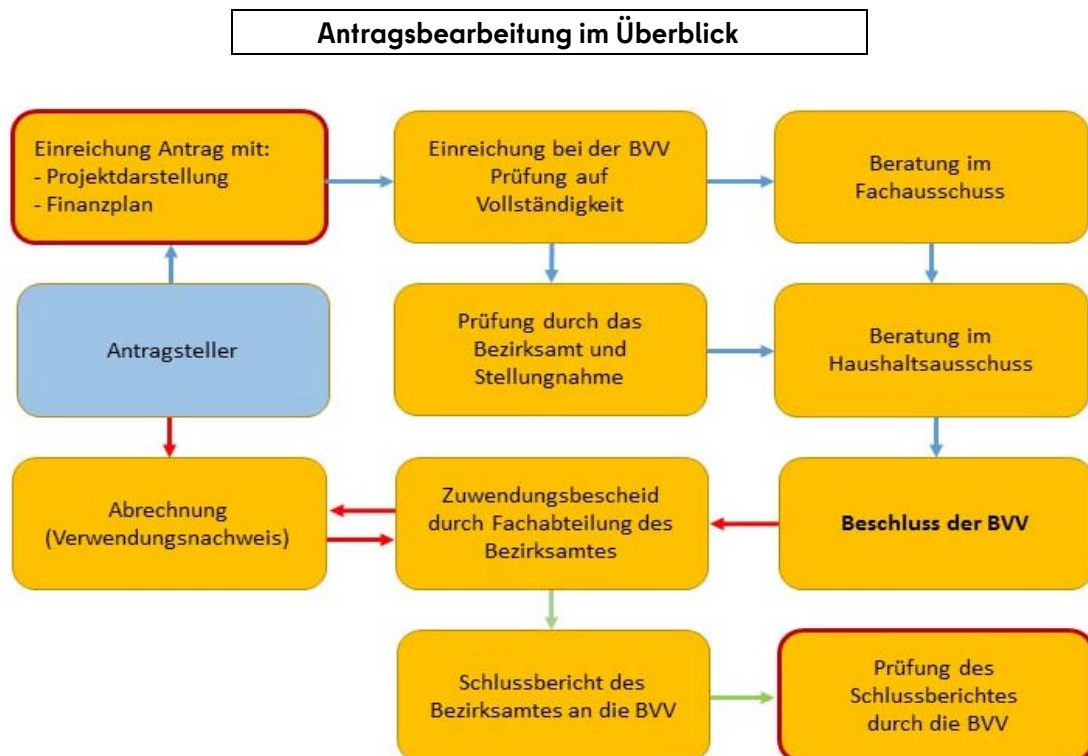 Antragsbearbeitung im Überblick
Einreichung Antrag mit:
- Projektdarstellung
- Finanzplan
Einreichung bei der BVV
Prüfung auf
Vollständigkeit
Beratung im
Fachausschuss
Antragsteller
Prüfung durch das
Bezirksamt und
Stellungnahme
Beratung im
Haushaltsausschuss
Abrechnung
(Verwendungsnachweis)
Zuwendungsbescheid
durch Fachabteilung des
Bezirksamtes
Beschluss der BVV
Schlussbericht des
Bezirksamtes an die BVV
Prüfung des
Schlussberichtes
durch die BVV